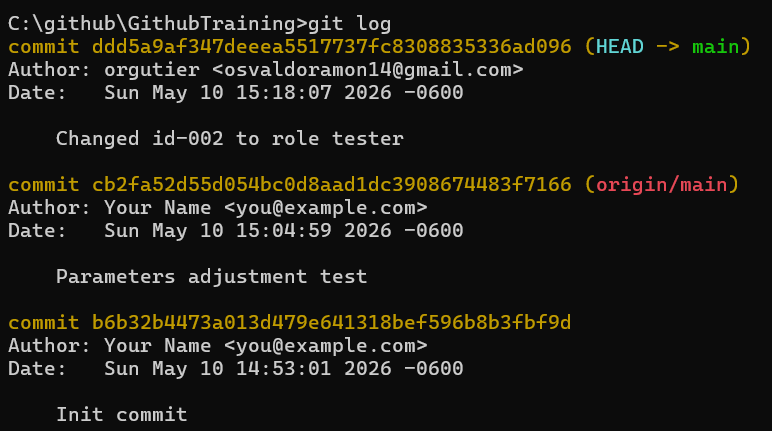 C:\github\GithubTraining>git log
commit ddd5a9af347deeea5517737fc8308835336ad096 (HEAD -> main)
Author: orgutier <osvaldoramon14@gmail.com>
Date:   Sun May 10 15:18:07 2026 -0600
    Changed id-002 to role tester
commit cb2fa52d55d054bc0d8aad1dc3908674483f7166 (origin/main)
Author: Your Name <you@example.com>
Date:   Sun May 10 15:04:59 2026 -0600
    Parameters adjustment test
commit b6b32b4473a013d479e641318bef596b8b3fbf9d
Author: Your Name <you@example.com>
Date:   Sun May 10 14:53:01 2026 -0600
    Init commit